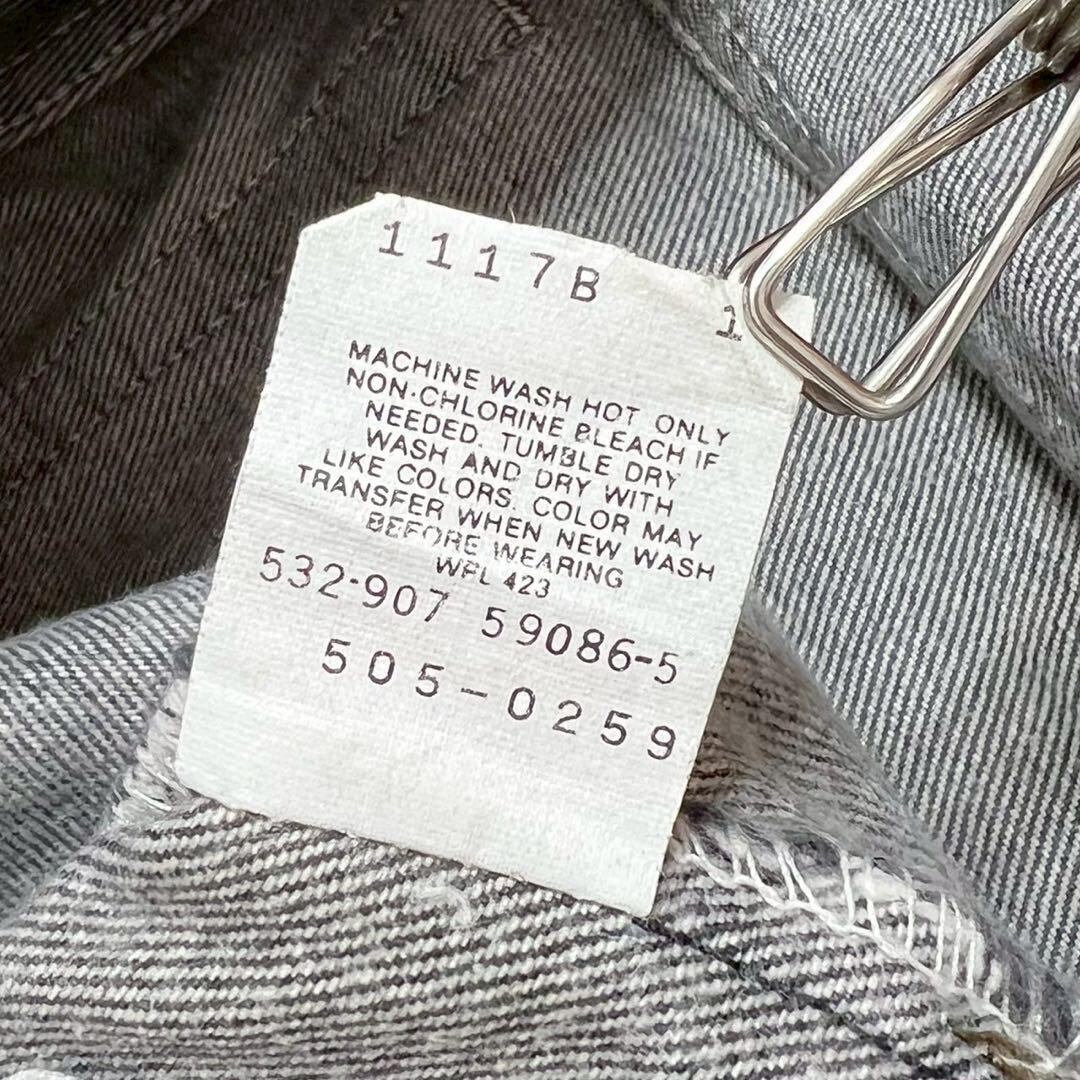 1117B 1
MACHINE WASH HOT ONLY
NON-CHLORINE BLEACH IF
NEEDED. TUMBLE DRY
WASH AND DRY WITH
LIKE COLORS. COLOR MAY
TRANSFER WHEN NEW WASH
BEFORE WEARING
WPL 423
532-907 59086-5
505-0259